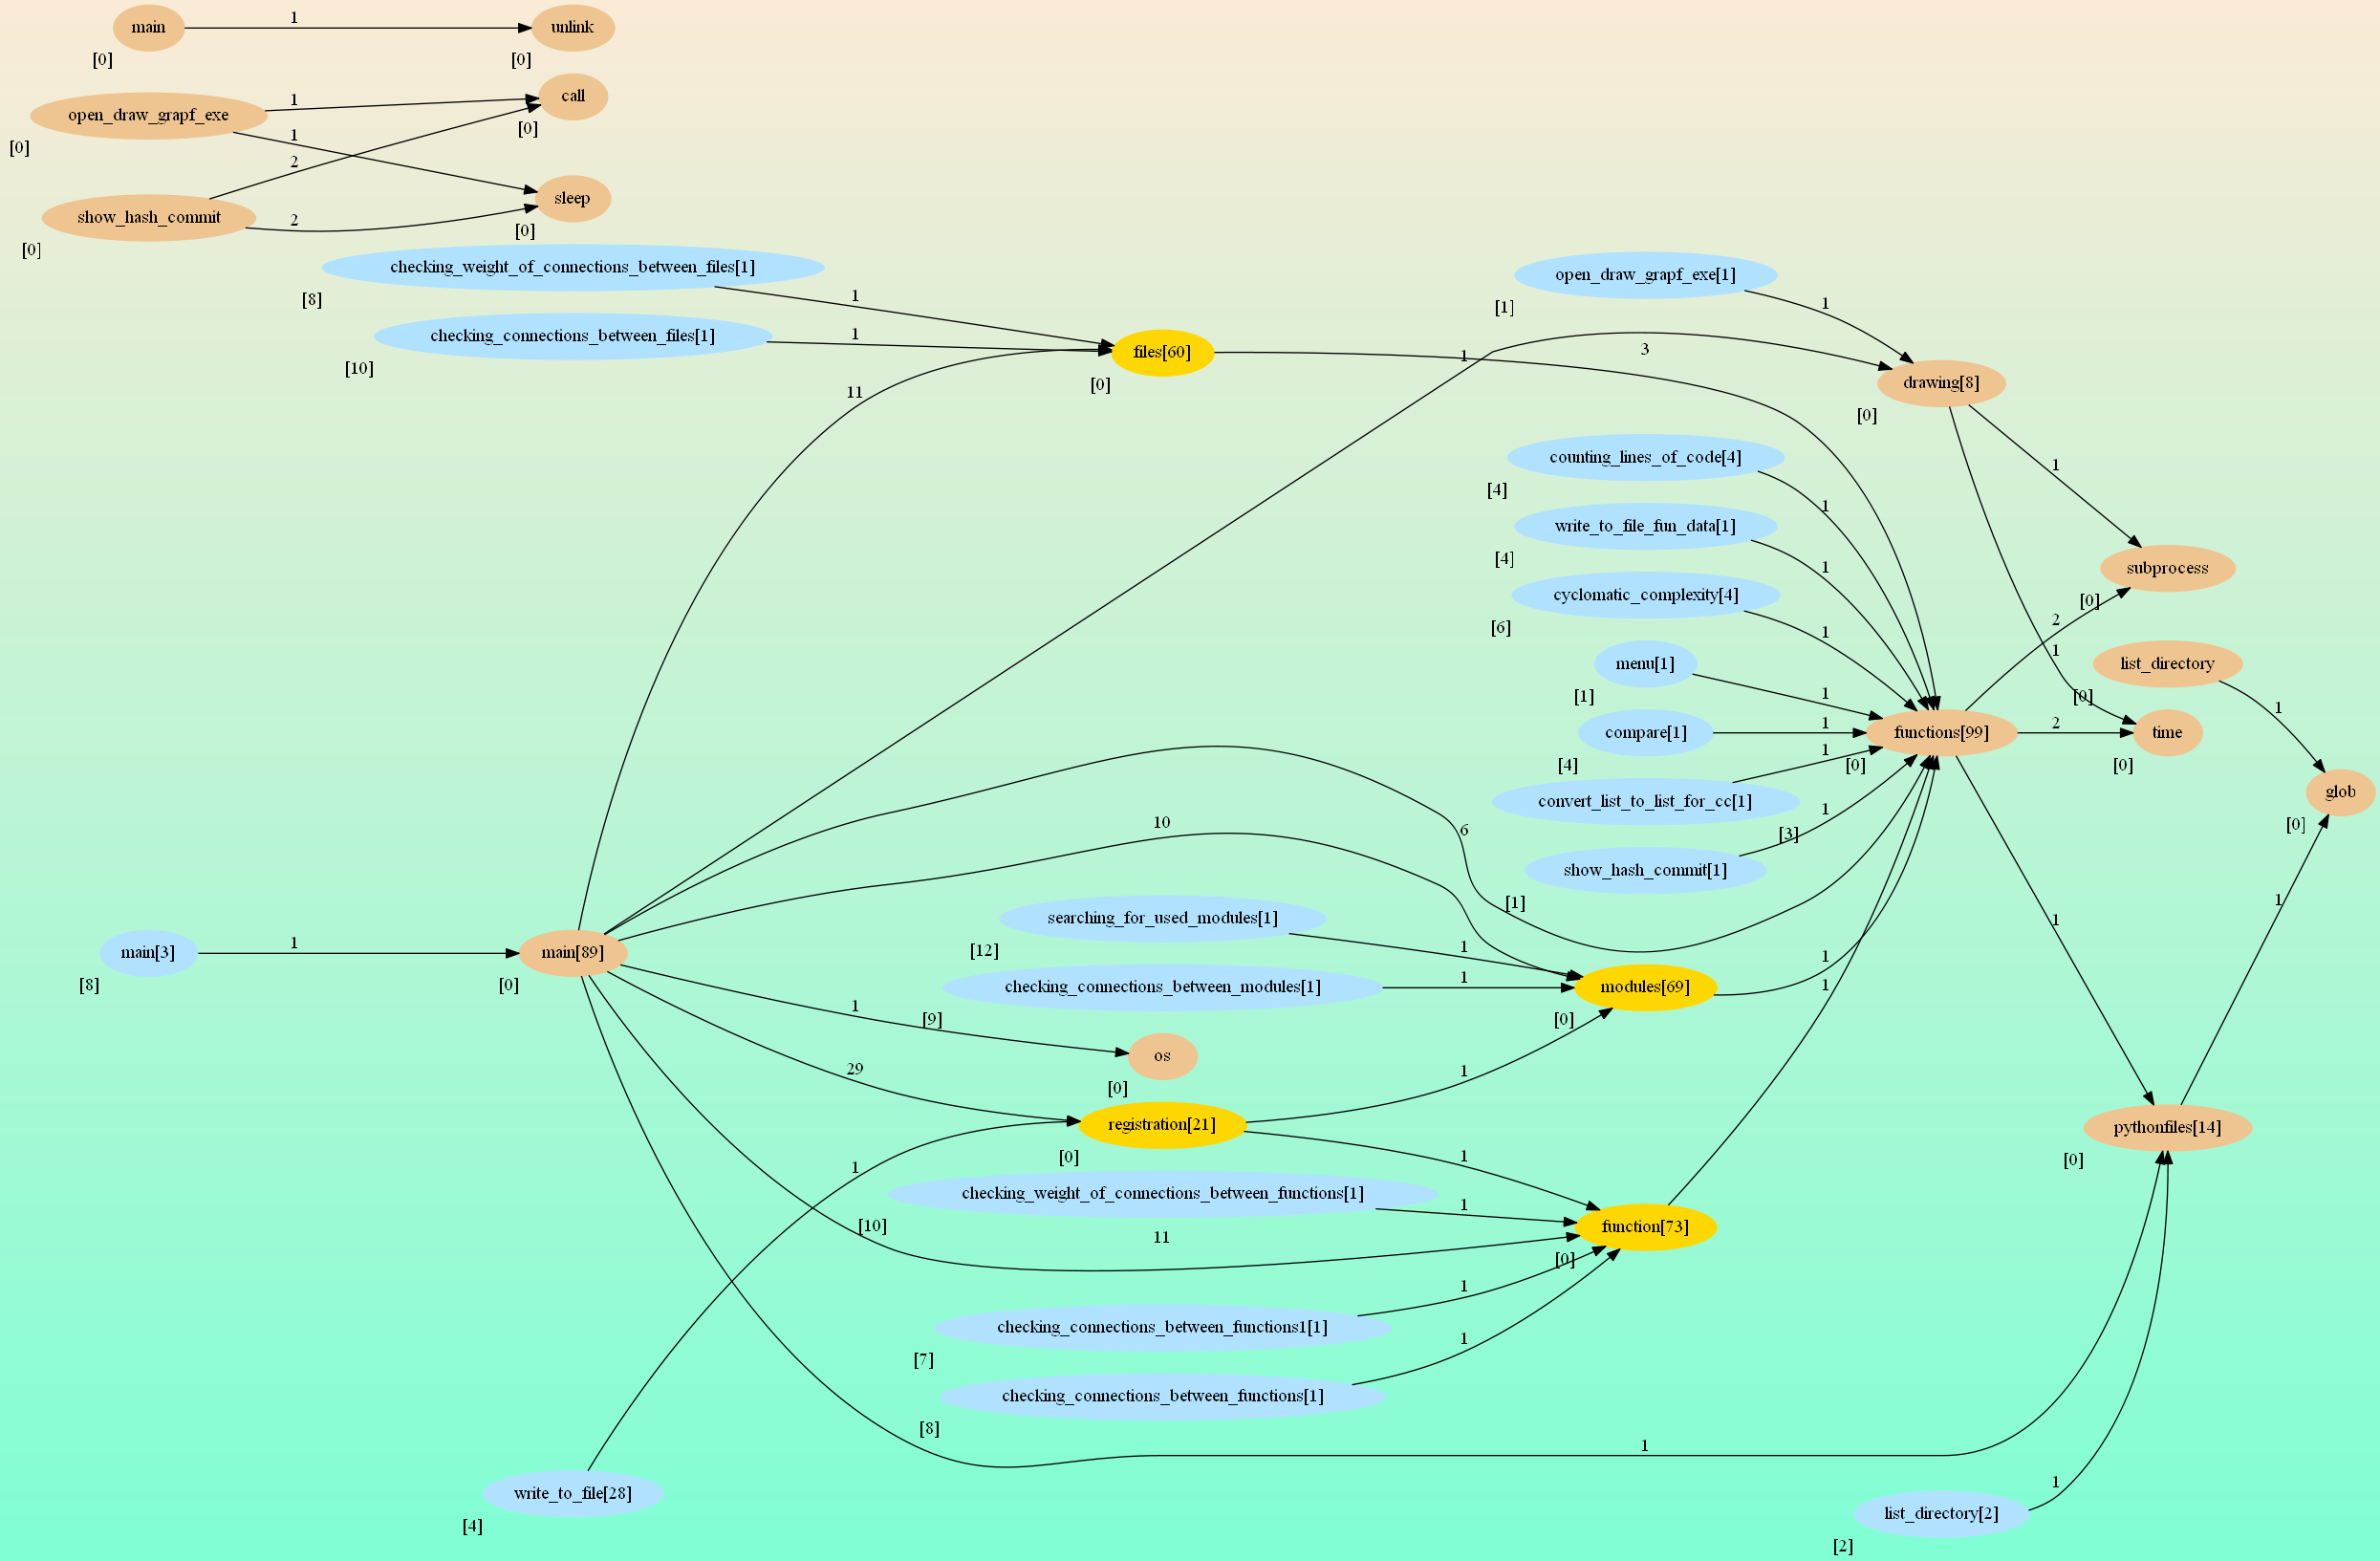 main
1
unlink
[0]
[0]
call
open_draw_grapf_exe
1
[0]
[0]
1
2
sleep
show_hash_commit
2
[0]
[0]
checking_weight_of_connections_between_files[1]
[8]
1
open_draw_grapf_exe[1]
[1]
1
checking_connections_between_files[1]
[10]
1
files[60]
[0]
1
3
drawing[8]
[0]
11
counting_lines_of_code[4]
[4]
1
1
write_to_file_fun_data[1]
[4]
1
subprocess
[0]
cyclomatic_complexity[4]
[6]
1
2
1
menu[1]
[1]
1
list_directory
[0]
1
compare[1]
[4]
1
functions[99]
[0]
2
time
[0]
1
convert_list_to_list_for_cc[1]
[3]
1
glob
[0]
10
6
show_hash_commit[1]
[1]
1
searching_for_used_modules[1]
[12]
1
1
main[3]
[8]
1
main[89]
[0]
checking_connections_between_modules[1]
[9]
1
modules[69]
[0]
1
1
1
os
[0]
29
1
registration[21]
[0]
1
pythonfiles[14]
[0]
1
checking_weight_of_connections_between_functions[1]
[10]
1
function[73]
[0]
11
1
checking_connections_between_functions1[1]
[7]
1
checking_connections_between_functions[1]
[8]
1
write_to_file[28]
[4]
1
list_directory[2]
[2]